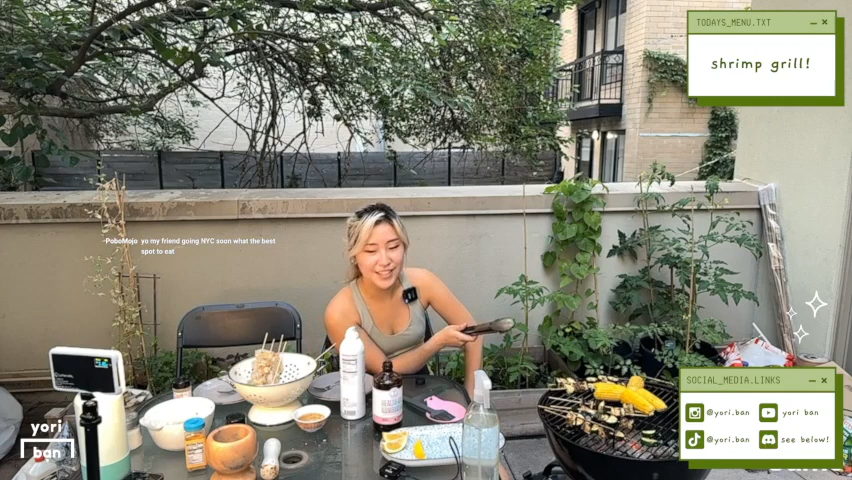 TODAYS_MENU.TXT
shrimp grill!
PoboMojo yo my friend going NYC soon what the best
spot to eat
SOCIAL_MEDIA.LINKS
@yori.ban
yori ban
@yori.ban
see below!
yori
ban